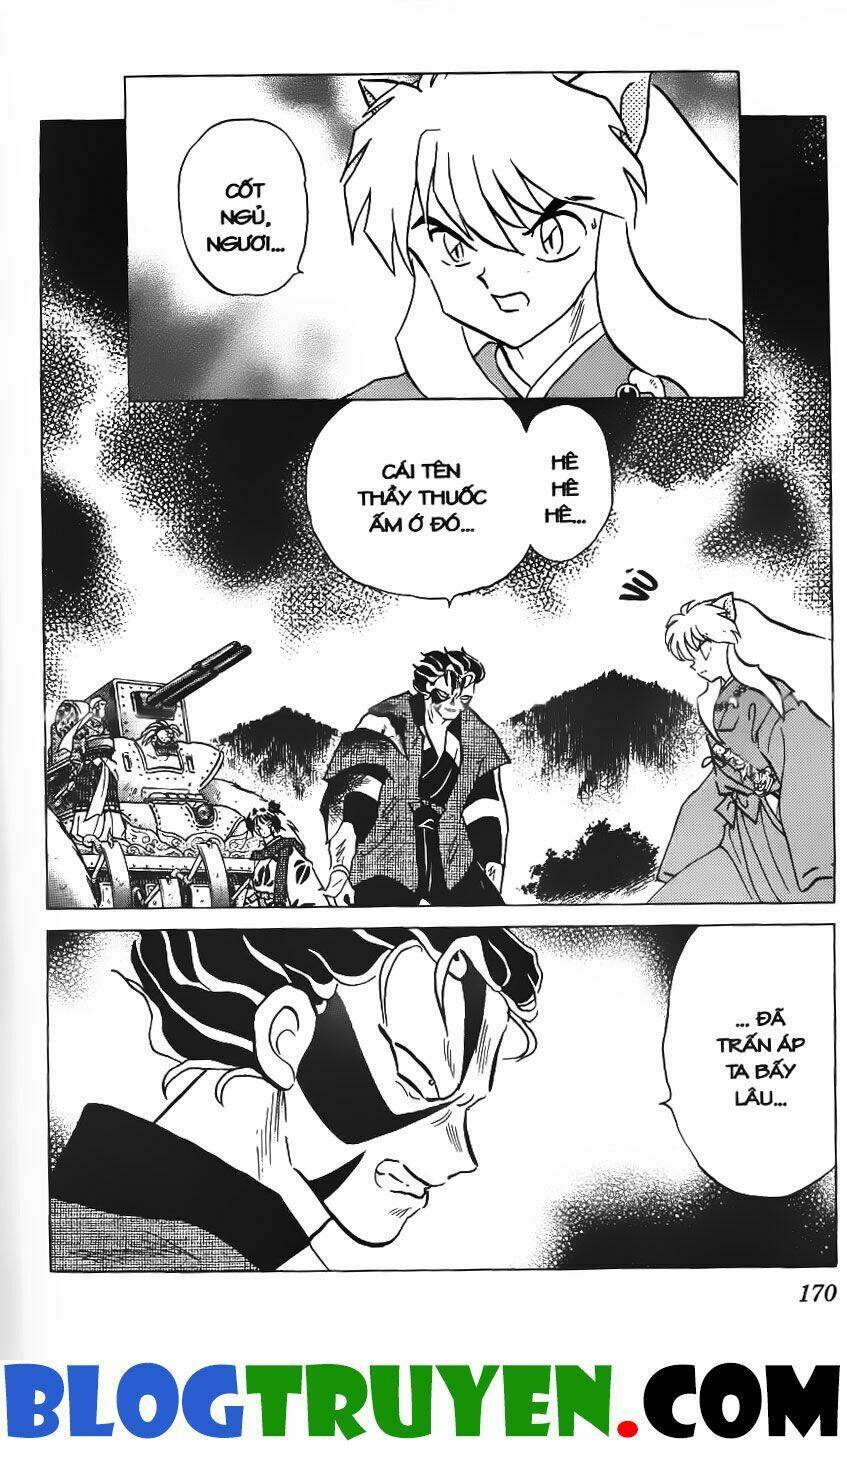 CỐT
NGỦ,
NGƯƠI...
HÊ
HÊ
HÊ...
CÁI TÊN
THẦY THUỐC
ẤM Ớ ĐÓ...
VÙ
... ĐÃ
TRẤN ÁP
TA BẤY
LÂU...
170
BLOGTRUYEN.COM